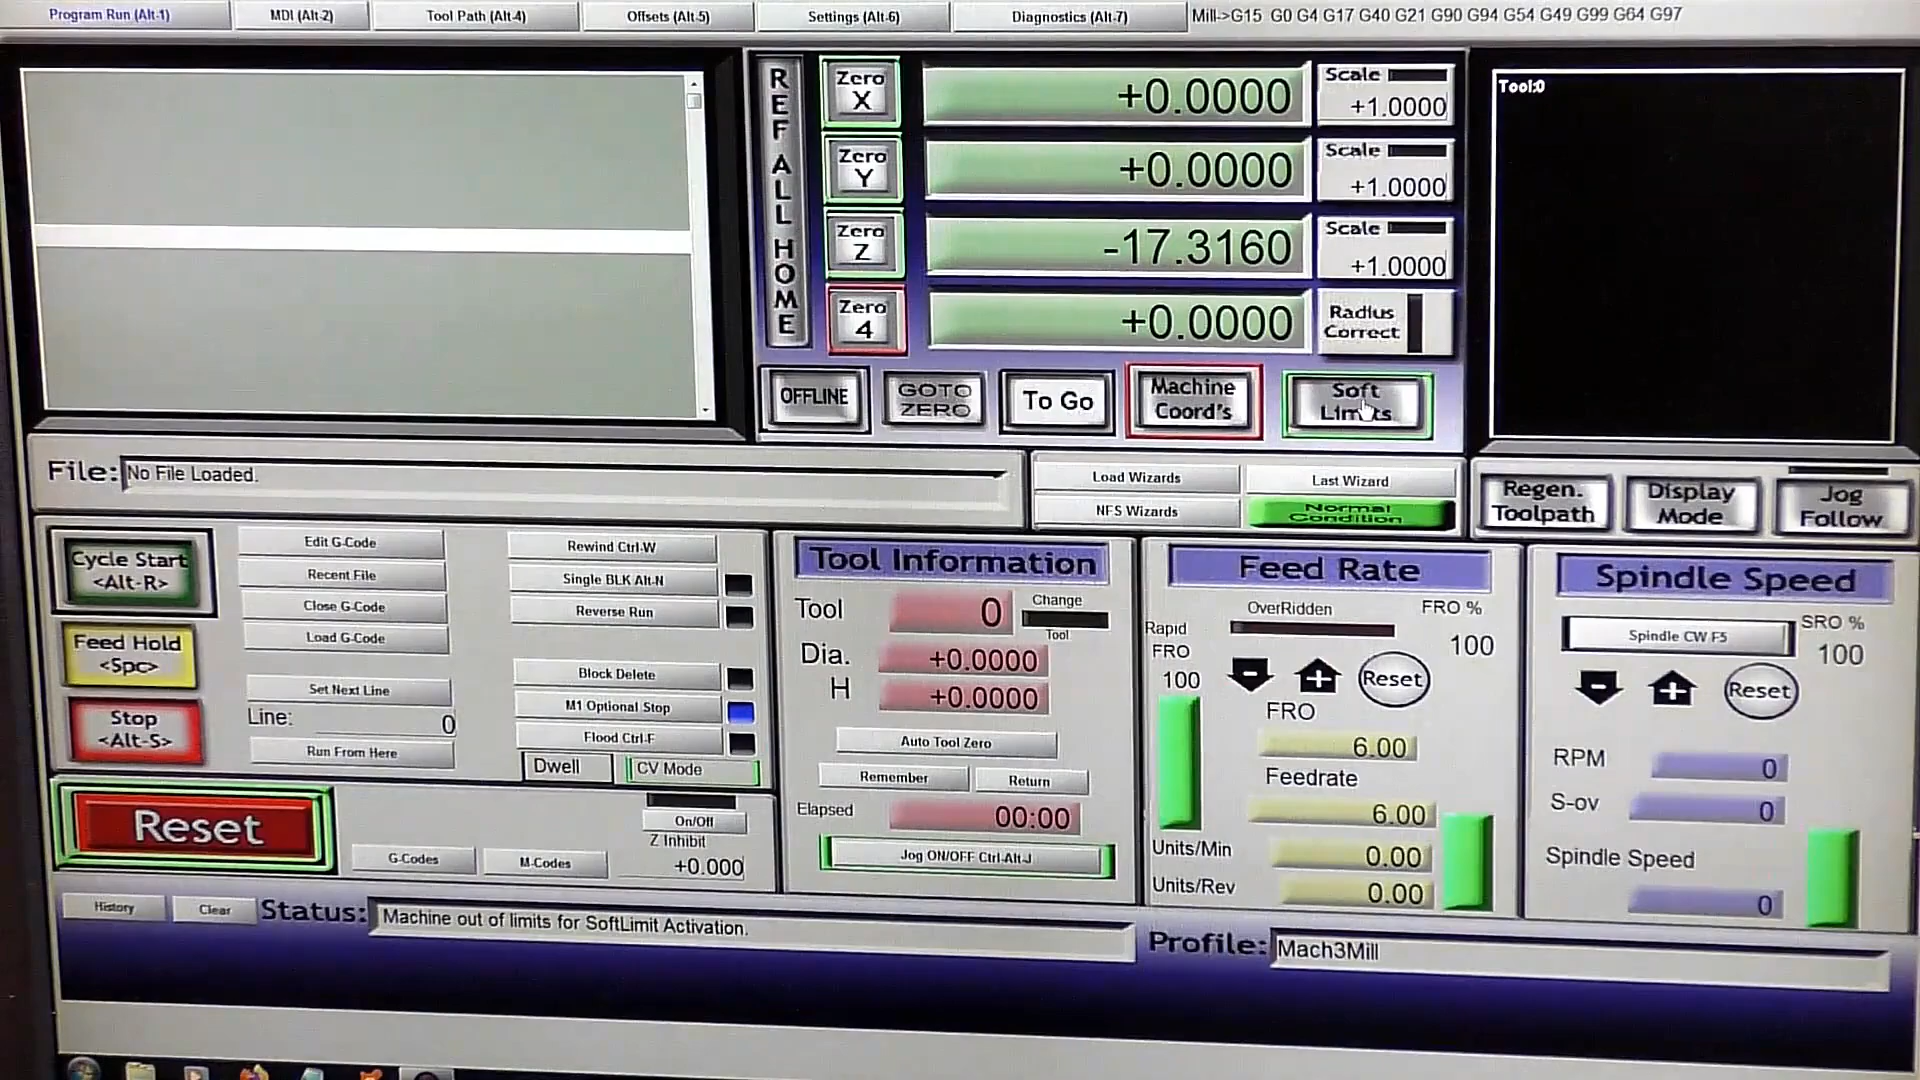 Program Run (Alt-1) MDI (Alt-2) Tool Path (Alt-4) Offsets (Alt-5) Settings (Alt-6) Diagnostics (Alt-7) Mill->G15 G0 G4 G17 G40 G21 G90 G94 G54 G49 G99 G64 G97
REF ALL HOME
Zero X
+0.0000
Scale
+1.0000
Zero Y
+0.0000
Scale
+1.0000
Zero Z
-17.3160
Scale
+1.0000
Zero 4
+0.0000
Radius
Correct
Tool:0
OFFLINE
GOTO
ZERO
To Go
Machine
Coord's
Soft
Limits
File: No File Loaded.
Load Wizards
Last Wizard
NFS Wizards
Normal
Condition
Regen.
Toolpath
Display
Mode
Jog
Follow
Cycle Start
<Alt-R>
Feed Hold
<Spc>
Stop
<Alt-S>
Edit G-Code
Recent File
Close G-Code
Load G-Code
Set Next Line
Line: 0
Run From Here
Rewind Ctrl-W
Single BLK Alt-N
Reverse Run
Block Delete
M1 Optional Stop
Flood Ctrl-F
Dwell
CV Mode
Reset
G-Codes
M-Codes
On/Off
Z Inhibit
+0.000
Tool Information
Tool 0
Change
Tool
Dia. +0.0000
H +0.0000
Auto Tool Zero
Remember
Return
Elapsed 00:00
Jog ON/OFF Ctrl-Alt-J
Feed Rate
OverRidden
FRO %
100
Rapid
FRO
100
Reset
FRO
6.00
Feedrate
6.00
Units/Min 0.00
Units/Rev 0.00
Spindle Speed
Spindle CW F5
SRO %
100
Reset
RPM 0
S-ov 0
Spindle Speed
0
History
Clear
Status: Machine out of limits for SoftLimit Activation.
Profile: Mach3Mill